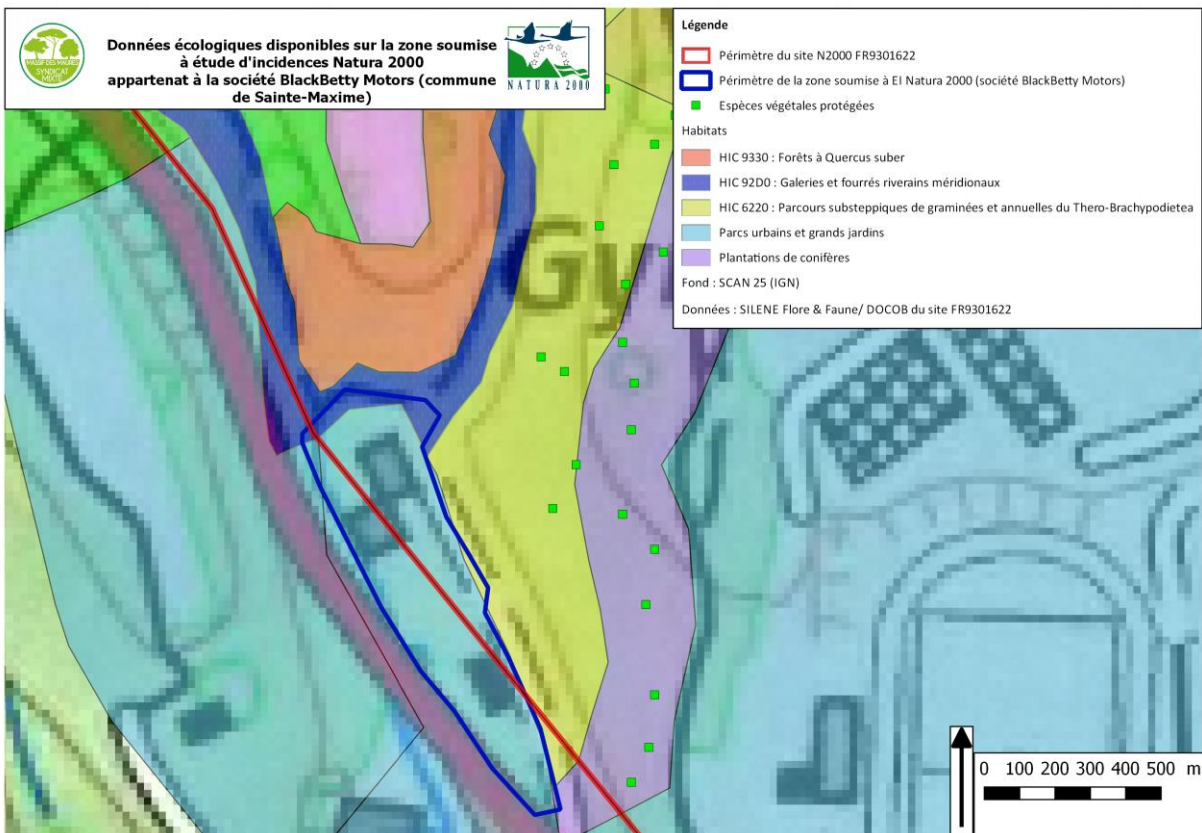 MASSIF DES MAURES
SYNDICAT
MIXTE
Données écologiques disponibles sur la zone soumise
à étude d'incidences Natura 2000
appartenat à la société BlackBetty Motors (commune
de Sainte-Maxime)
NATURA 2000
Légende
Périmètre du site N2000 FR9301622
Périmètre de la zone soumise à EI Natura 2000 (société BlackBetty Motors)
Espèces végétales protégées
Habitats
HIC 9330 : Forêts à Quercus suber
HIC 92D0 : Galeries et fourrés riverains méridionaux
HIC 6220 : Parcours substeppiques de graminées et annuelles du Thero-Brachypodietea
Parcs urbains et grands jardins
Plantations de conifères
Fond : SCAN 25 (IGN)
Données : SILENE Flore & Faune/ DOCOB du site FR9301622
Gy
0 100 200 300 400 500 m